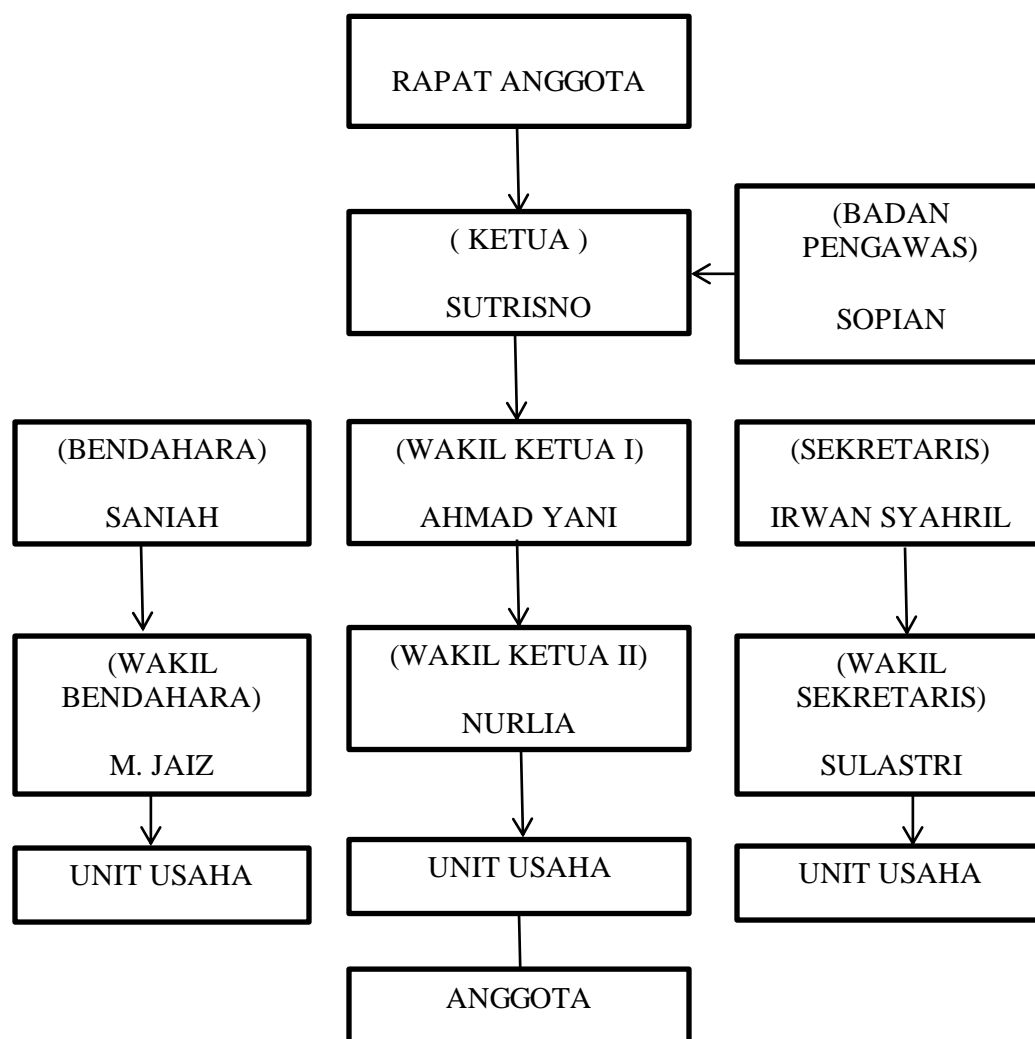 RAPAT ANGGOTA
( KETUA )
SUTRISNO
(BADAN
PENGAWAS)
SOPIAN
(BENDAHARA)
SANIAH
(WAKIL KETUA I)
AHMAD YANI
(SEKRETARIS)
IRWAN SYAHRIL
(WAKIL
BENDAHARA)
M. JAIZ
(WAKIL KETUA II)
NURLIA
(WAKIL
SEKRETARIS)
SULASTRI
UNIT USAHA
UNIT USAHA
UNIT USAHA
ANGGOTA